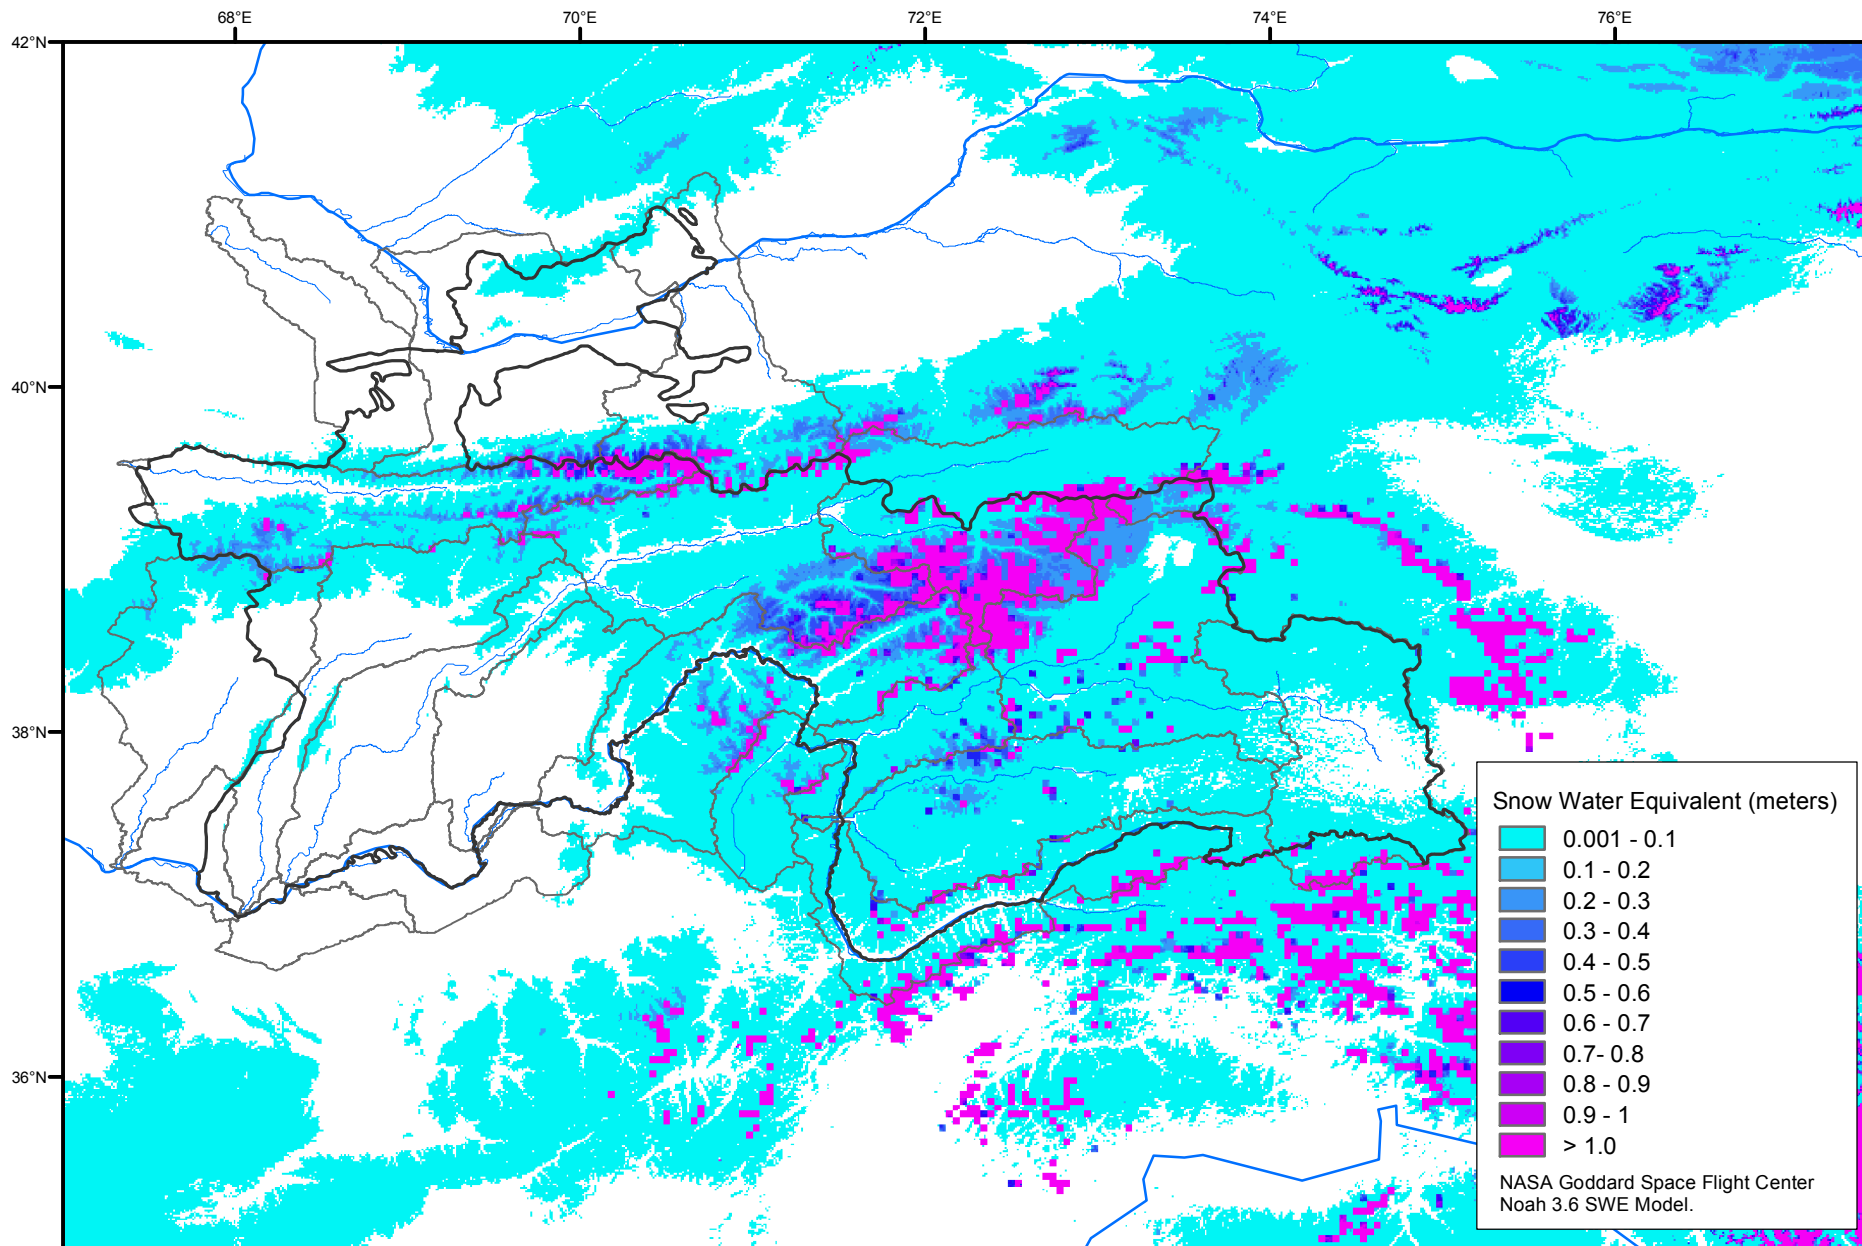 68°E
70°E
72°E
74°E
76°E
42°N
40°N
38°N
36°N
Snow Water Equivalent (meters)
0.001 - 0.1
0.1 - 0.2
0.2 - 0.3
0.3 - 0.4
0.4 - 0.5
0.5 - 0.6
0.6 - 0.7
0.7- 0.8
0.8 - 0.9
0.9 - 1
> 1.0
NASA Goddard Space Flight Center
Noah 3.6 SWE Model.